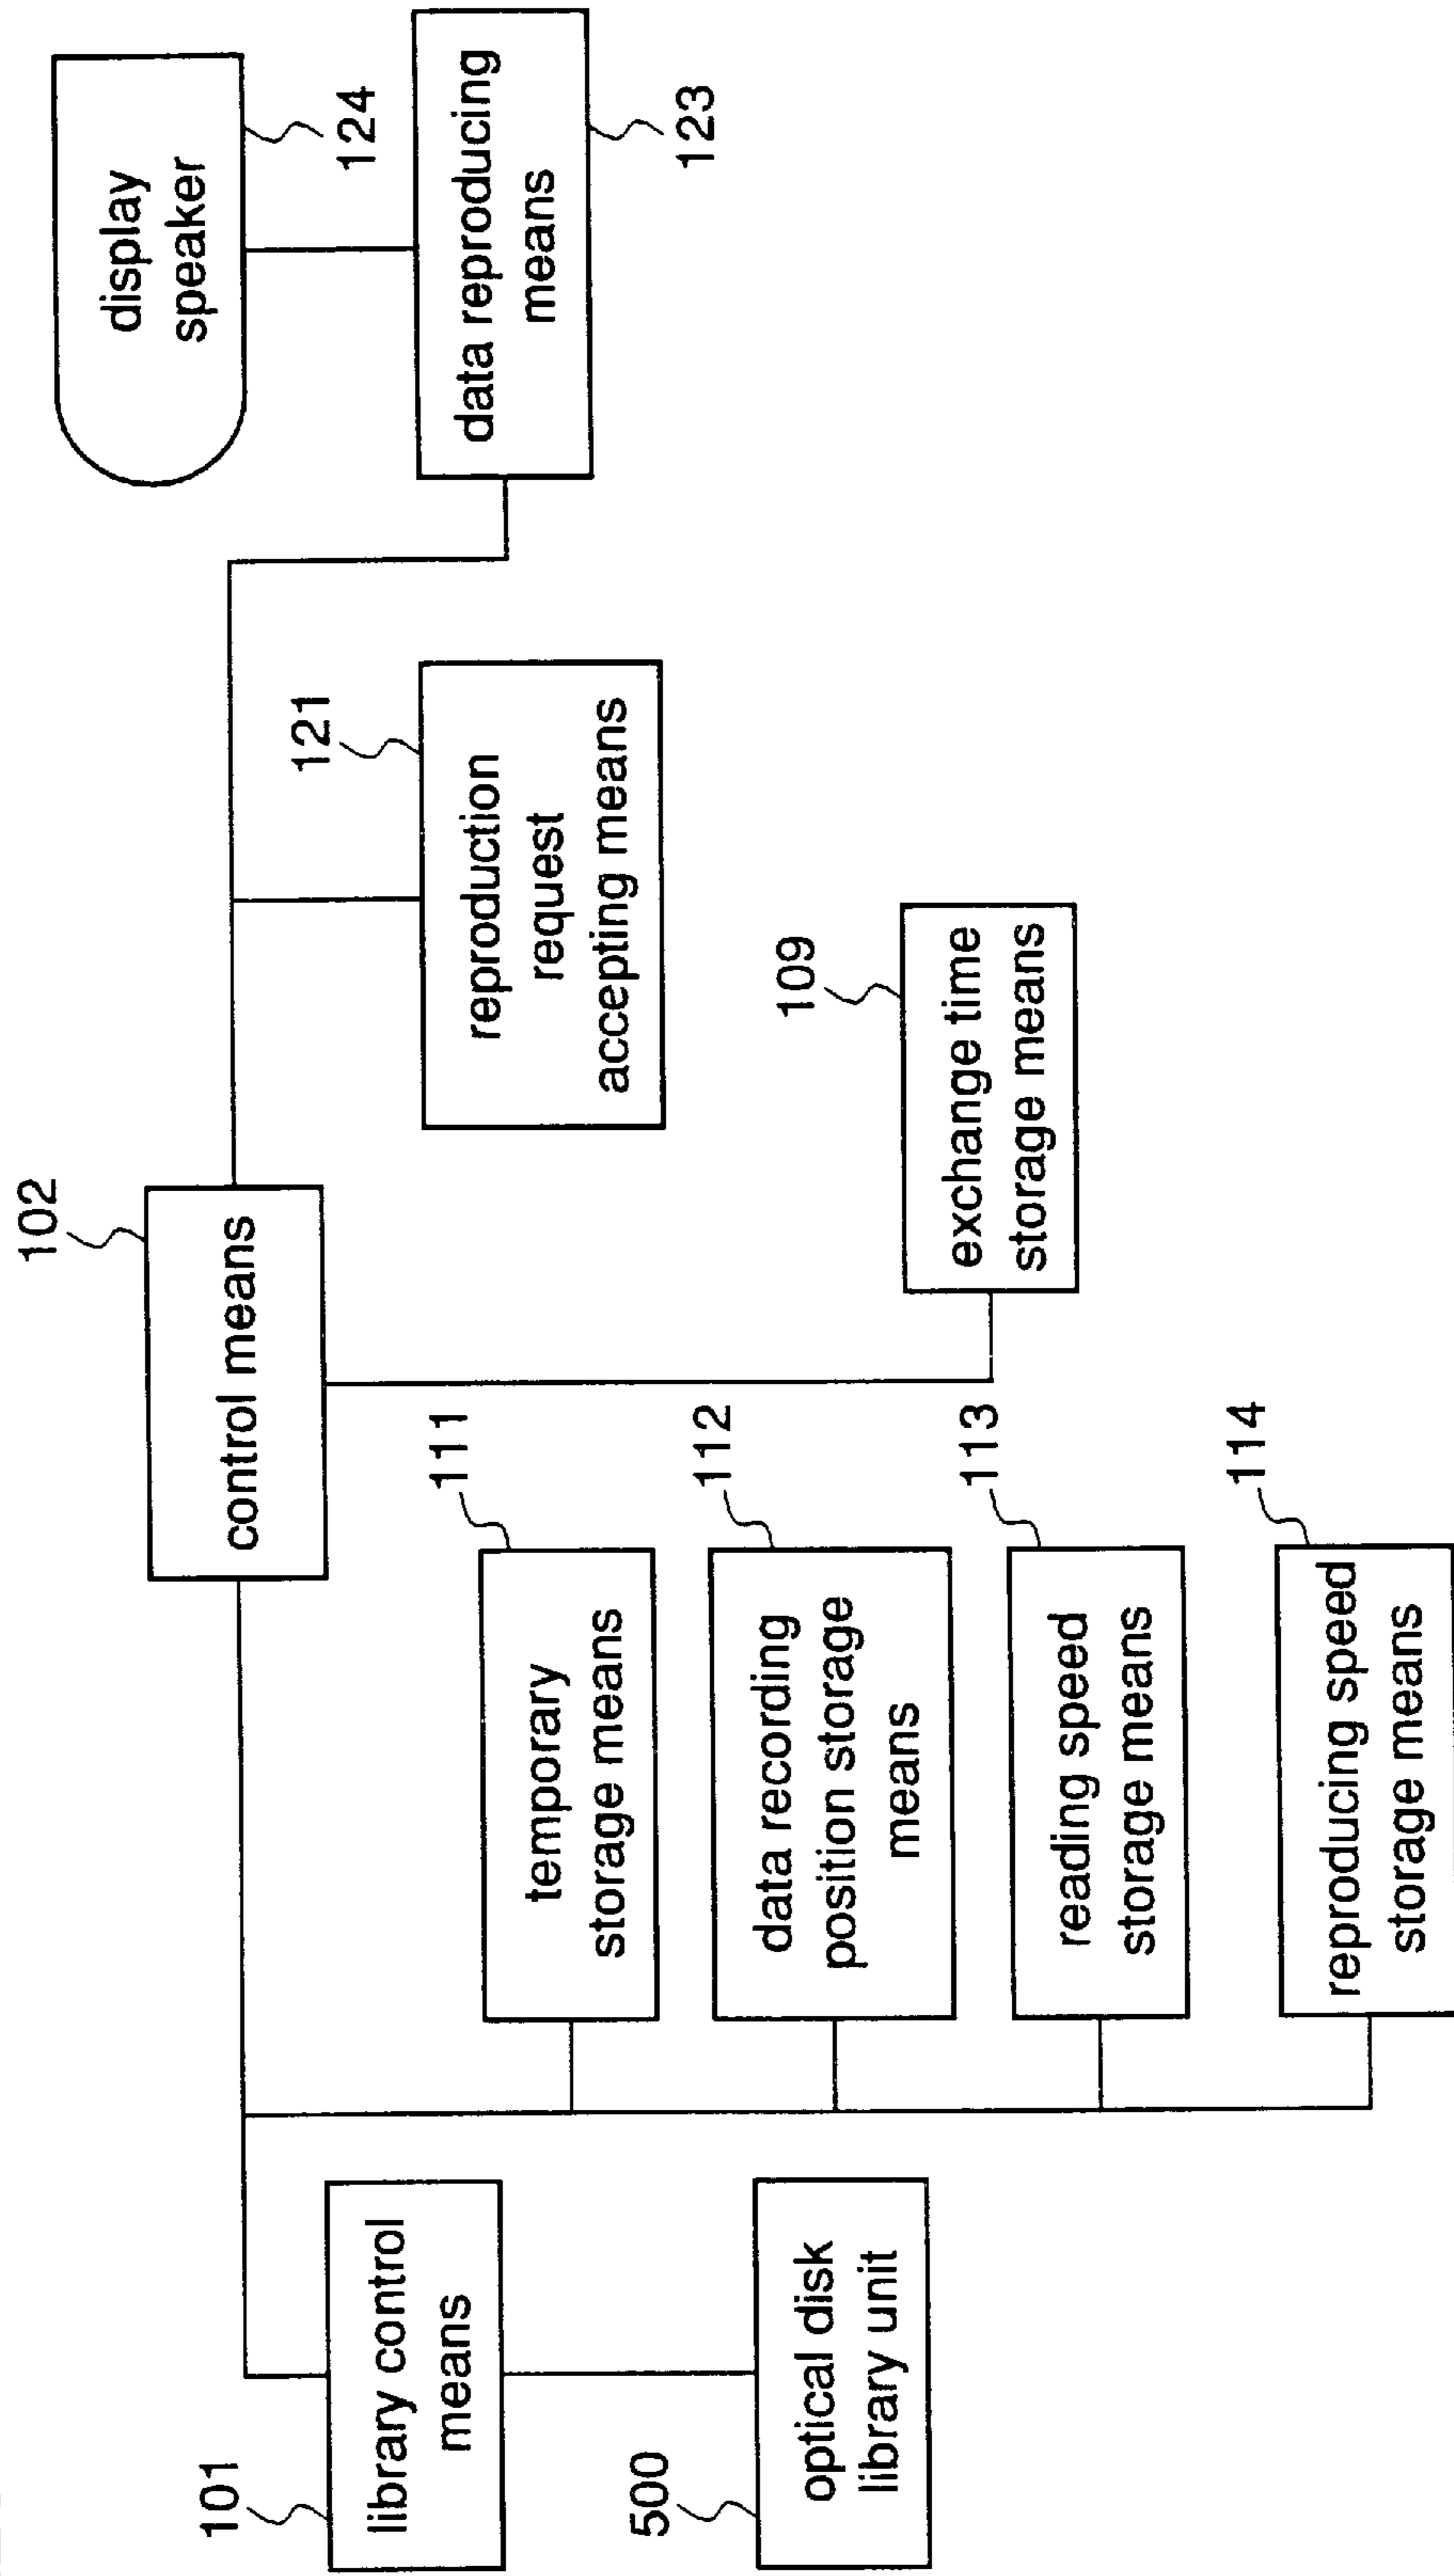 102
control means
101
library control
means
500
optical disk
library unit
111
temporary
storage means
112
data recording
position storage
means
113
reading speed
storage means
114
reproducing speed
storage means
109
exchange time
storage means
121
reproduction
request
accepting means
display
speaker
124
data reproducing
means
123